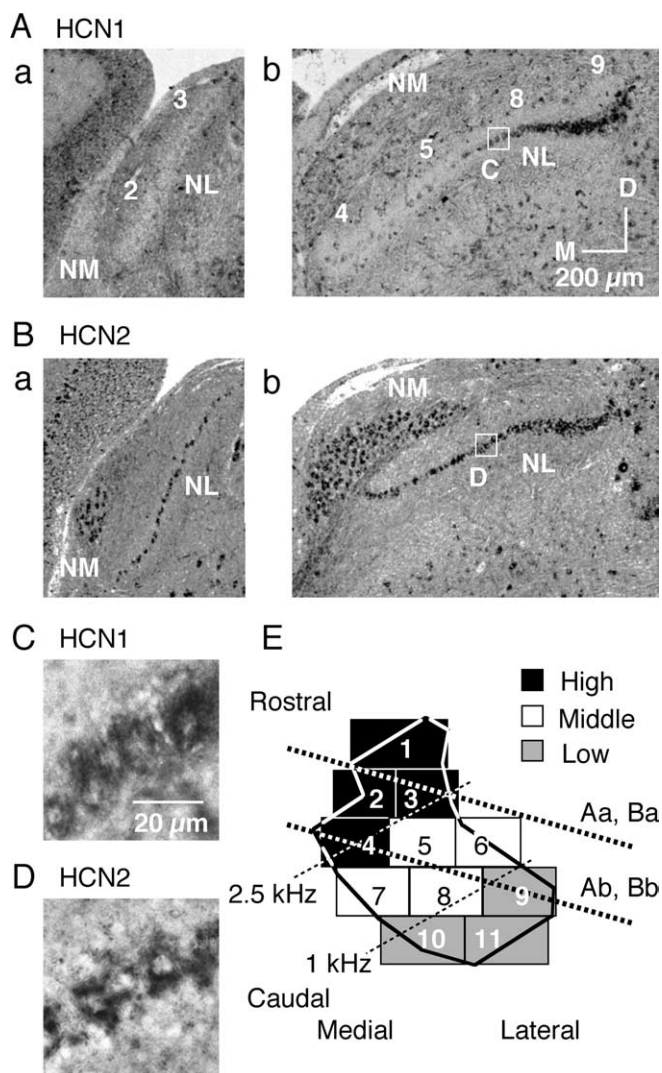 A HCN1
a
b
NM
3
2
NL
NM
9
8
5
C
NL
4
D
M
200 µm
B HCN2
a
b
NL
NM
NM
D
NL
C HCN1
20 µm
D HCN2
E
High
Middle
Low
Rostral
1
2 3
4 5 6
7 8 9
10 11
Aa, Ba
Ab, Bb
2.5 kHz
1 kHz
Caudal
Medial Lateral